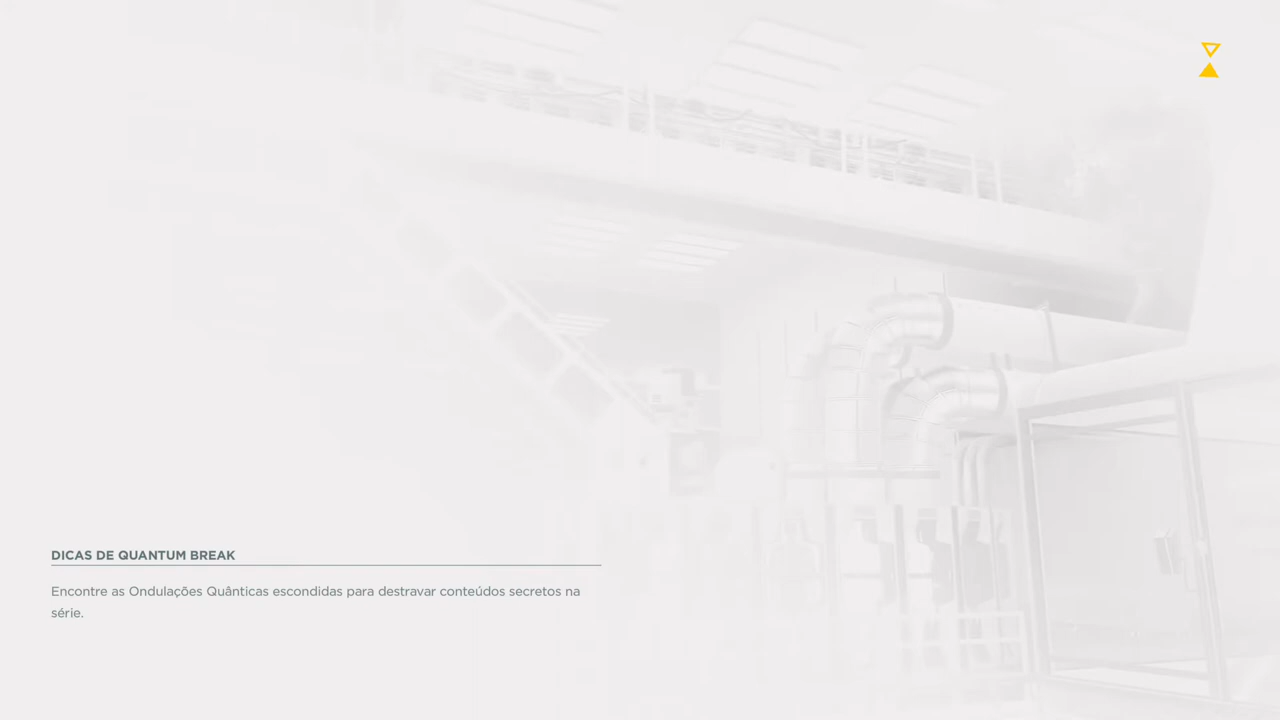 DICAS DE QUANTUM BREAK
Encontre as Ondulações Quânticas escondidas para destravar conteúdos secretos na
série.